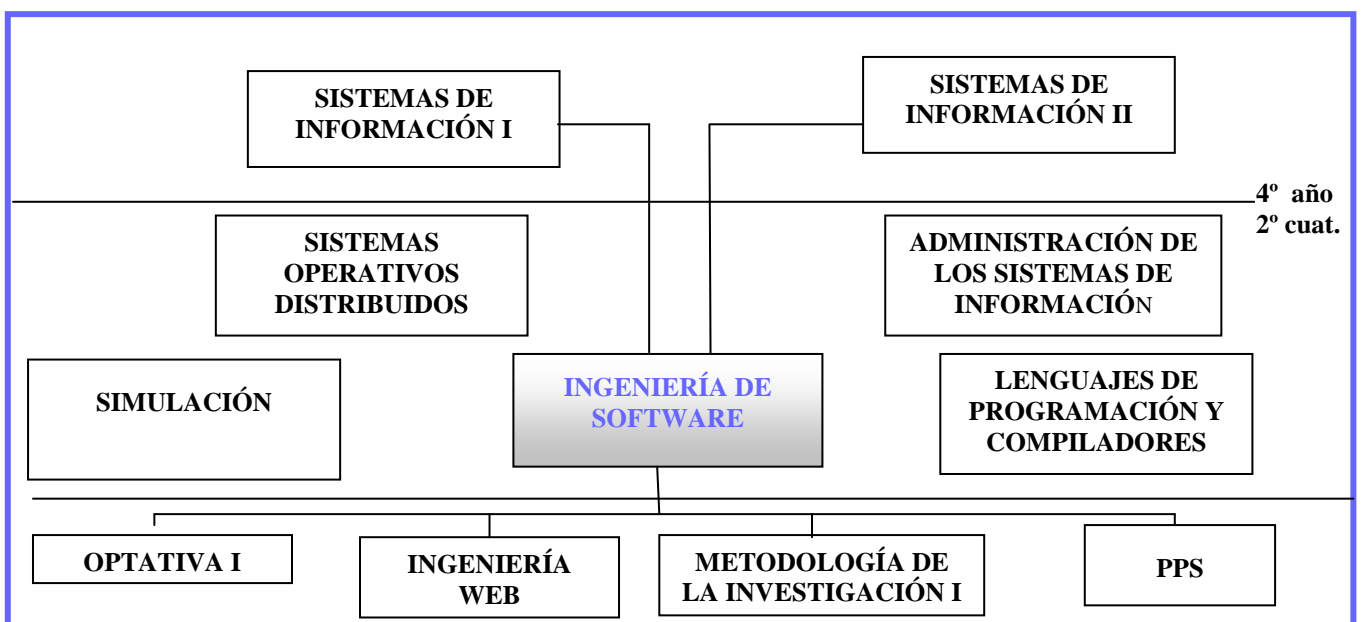 SISTEMAS DE
INFORMACIÓN I
SISTEMAS DE
INFORMACIÓN II
4º año
2º cuat.
SISTEMAS
OPERATIVOS
DISTRIBUIDOS
ADMINISTRACIÓN DE
LOS SISTEMAS DE
INFORMACIÓN
SIMULACIÓN
INGENIERÍA DE
SOFTWARE
LENGUAJES DE
PROGRAMACIÓN Y
COMPILADORES
OPTATIVA I
INGENIERÍA
WEB
METODOLOGÍA DE
LA INVESTIGACIÓN I
PPS